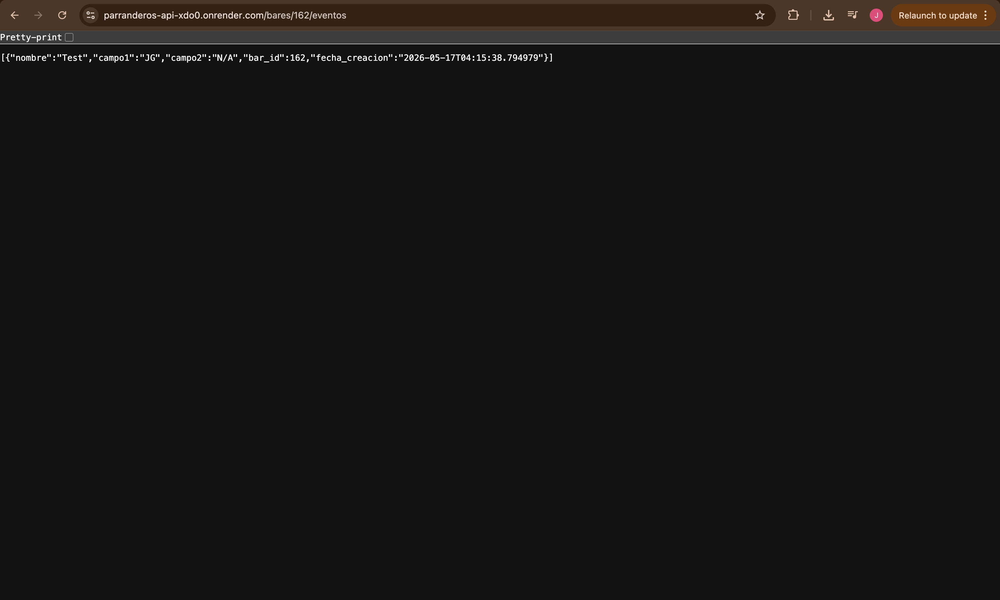 parranderos-api-xdo0.onrender.com/bares/162/eventos
J
Relaunch to update
Pretty-print
[{"nombre":"Test","campo1":"JG","campo2":"N/A","bar_id":162,"fecha_creacion":"2026-05-17T04:15:38.794979"}]